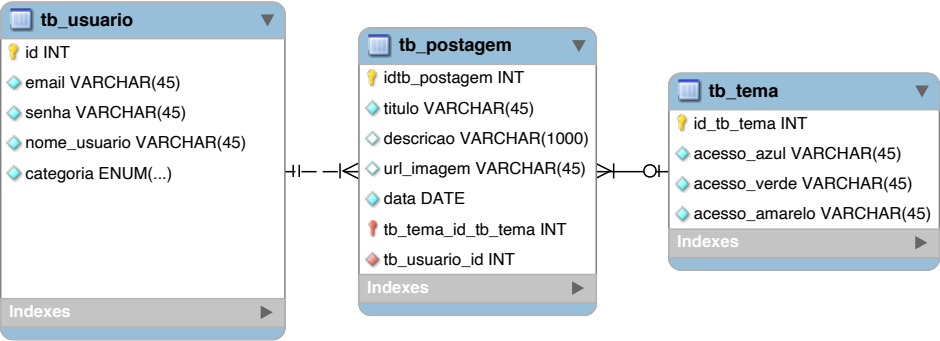 tb_usuario
id INT
email VARCHAR(45)
senha VARCHAR(45)
nome_usuario VARCHAR(45)
categoria ENUM(...)
Indexes
tb_postagem
idtb_postagem INT
titulo VARCHAR(45)
descricao VARCHAR(1000)
url_imagem VARCHAR(45)
data DATE
tb_tema_id_tb_tema INT
tb_usuario_id INT
Indexes
tb_tema
id_tb_tema INT
acesso_azul VARCHAR(45)
acesso_verde VARCHAR(45)
acesso_amarelo VARCHAR(45)
Indexes